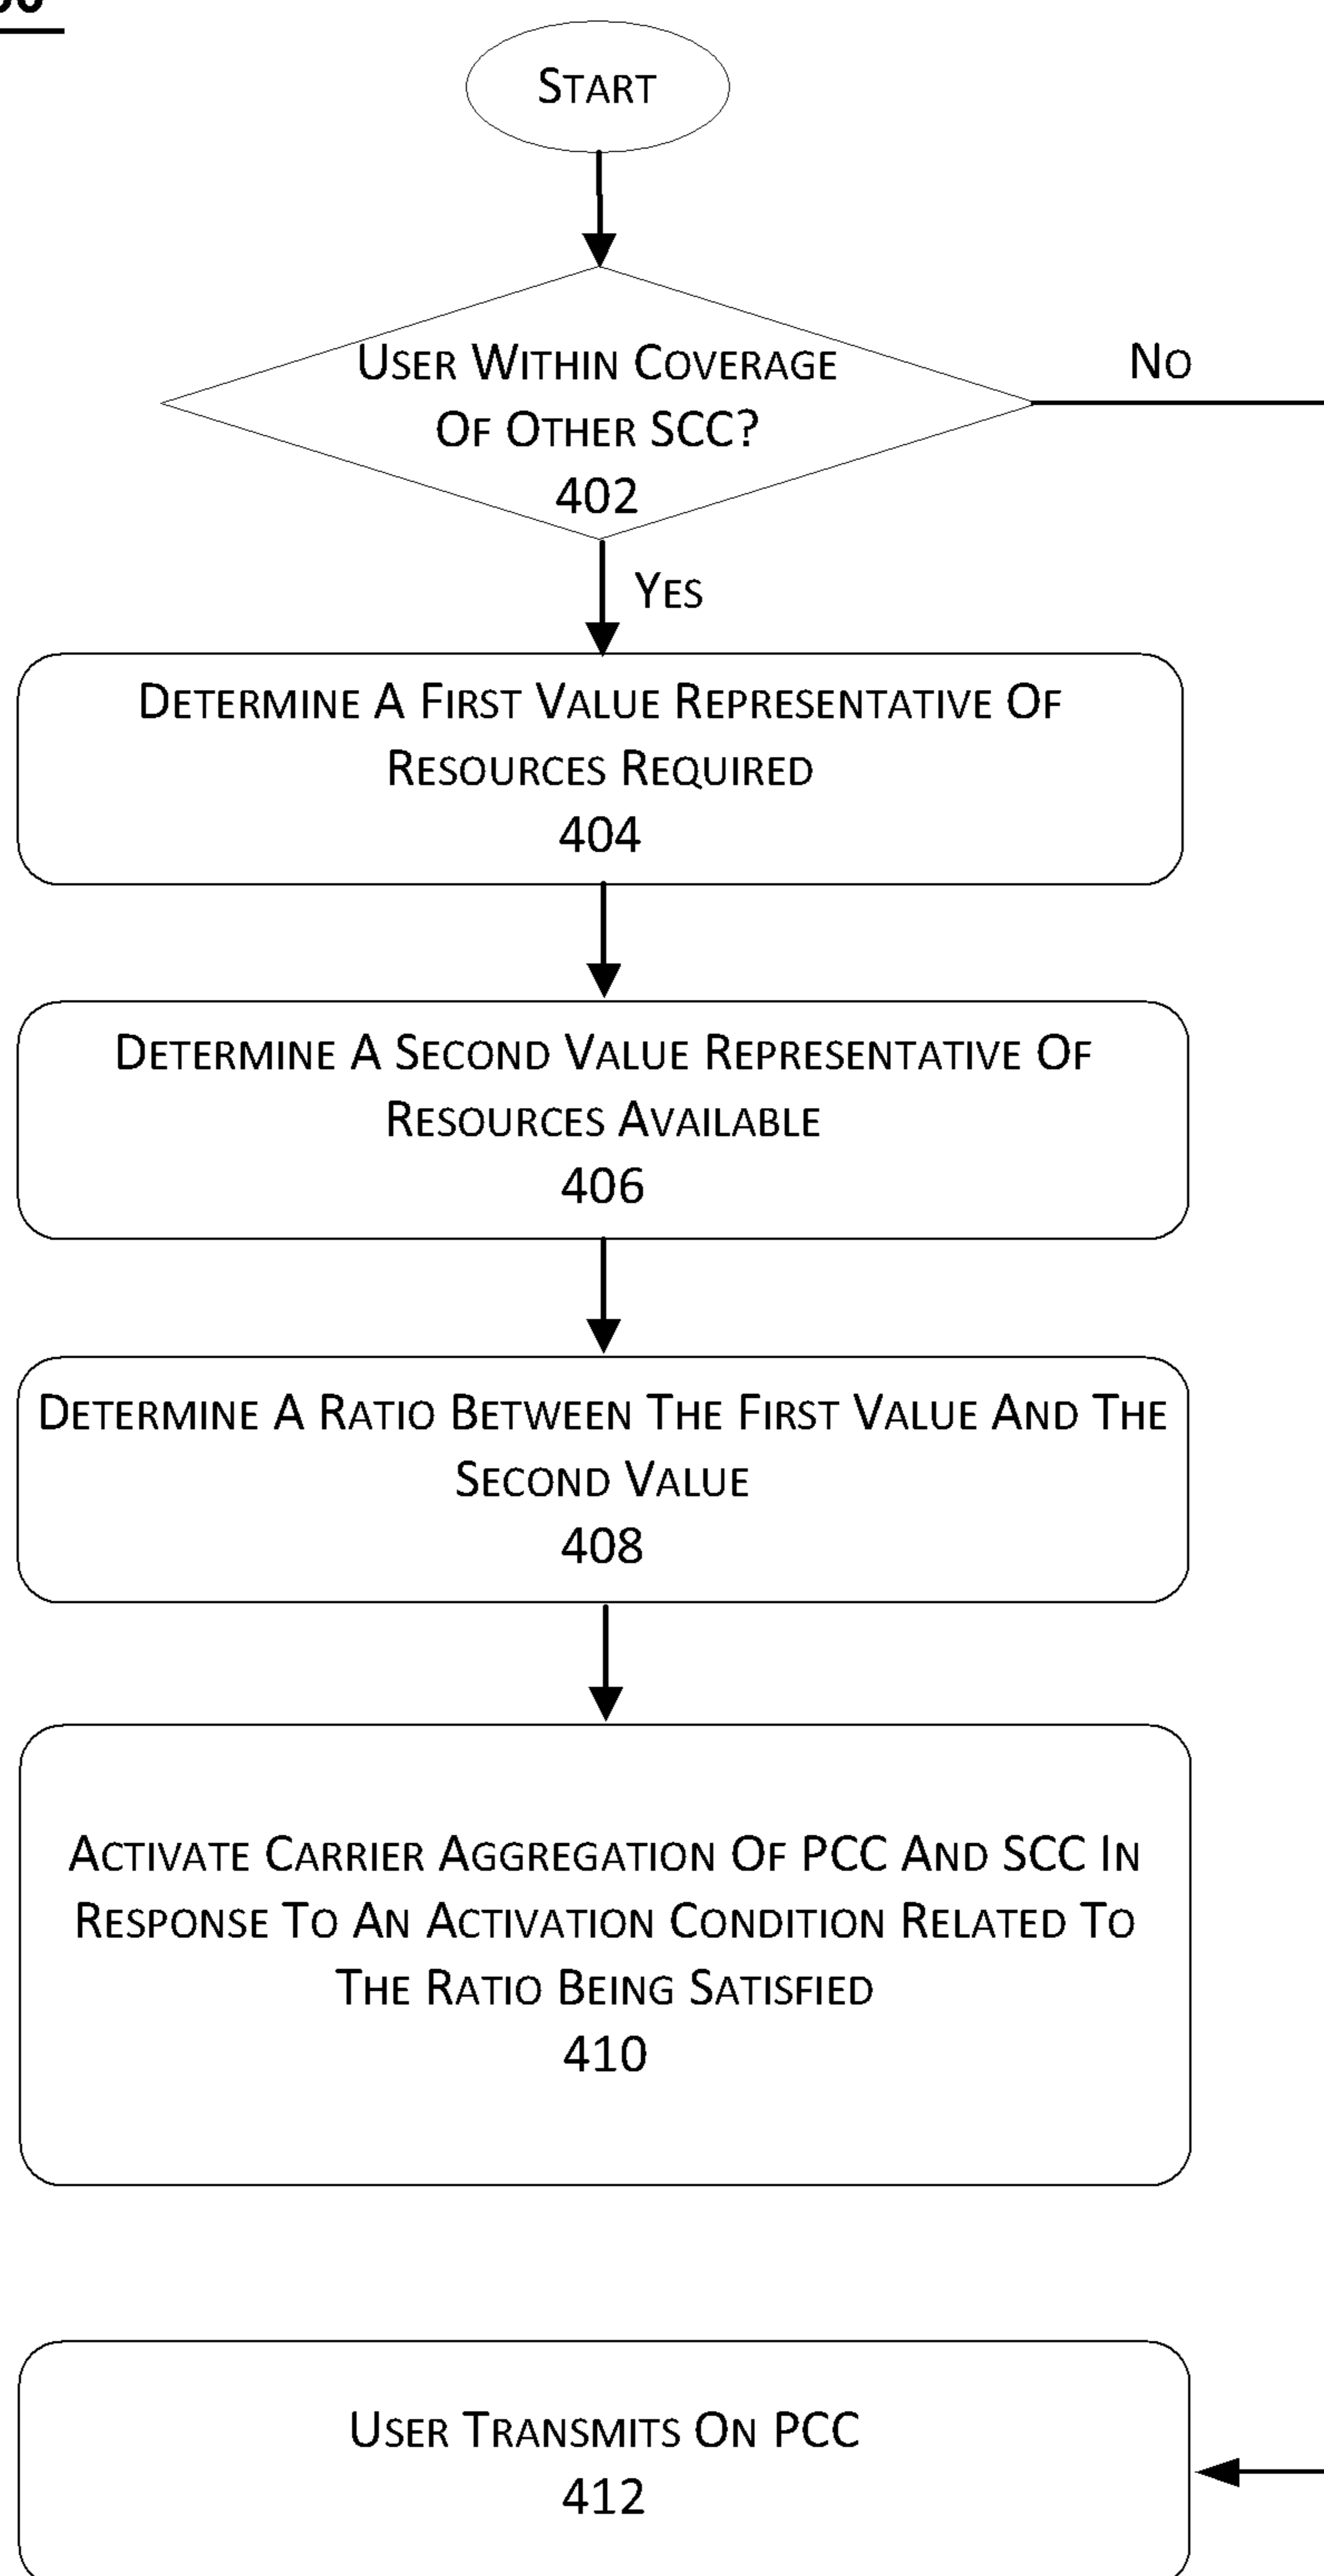 START
USER WITHIN COVERAGE
OF OTHER SCC?
402
NO
YES
DETERMINE A FIRST VALUE REPRESENTATIVE OF
RESOURCES REQUIRED
404
DETERMINE A SECOND VALUE REPRESENTATIVE OF
RESOURCES AVAILABLE
406
DETERMINE A RATIO BETWEEN THE FIRST VALUE AND THE
SECOND VALUE
408
ACTIVATE CARRIER AGGREGATION OF PCC AND SCC IN
RESPONSE TO AN ACTIVATION CONDITION RELATED TO
THE RATIO BEING SATISFIED
410
USER TRANSMITS ON PCC
412